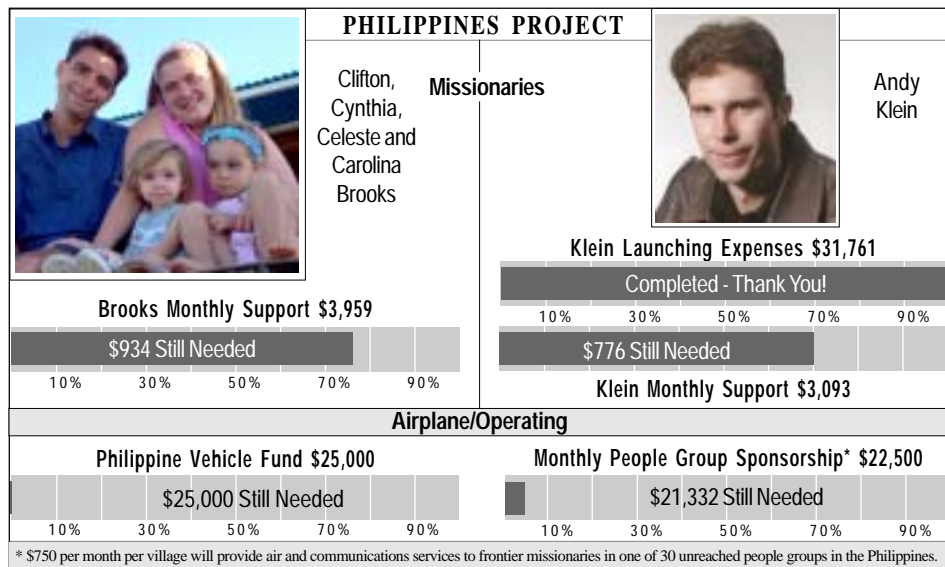 PHILIPPINES PROJECT
Clifton,
Cynthia,
Celeste and
Carolina
Brooks
Missionaries
Andy
Klein
Brooks Monthly Support $3,959
$934 Still Needed
10% 30% 50% 70% 90%
Klein Launching Expenses $31,761
Completed - Thank You!
10% 30% 50% 70% 90%
$776 Still Needed
Klein Monthly Support $3,093
Airplane/Operating
Philippine Vehicle Fund $25,000
$25,000 Still Needed
10% 30% 50% 70% 90%
Monthly People Group Sponsorship* $22,500
$21,332 Still Needed
10% 30% 50% 70% 90%
* $750 per month per village will provide air and communications services to frontier missionaries in one of 30 unreached people groups in the Philippines.